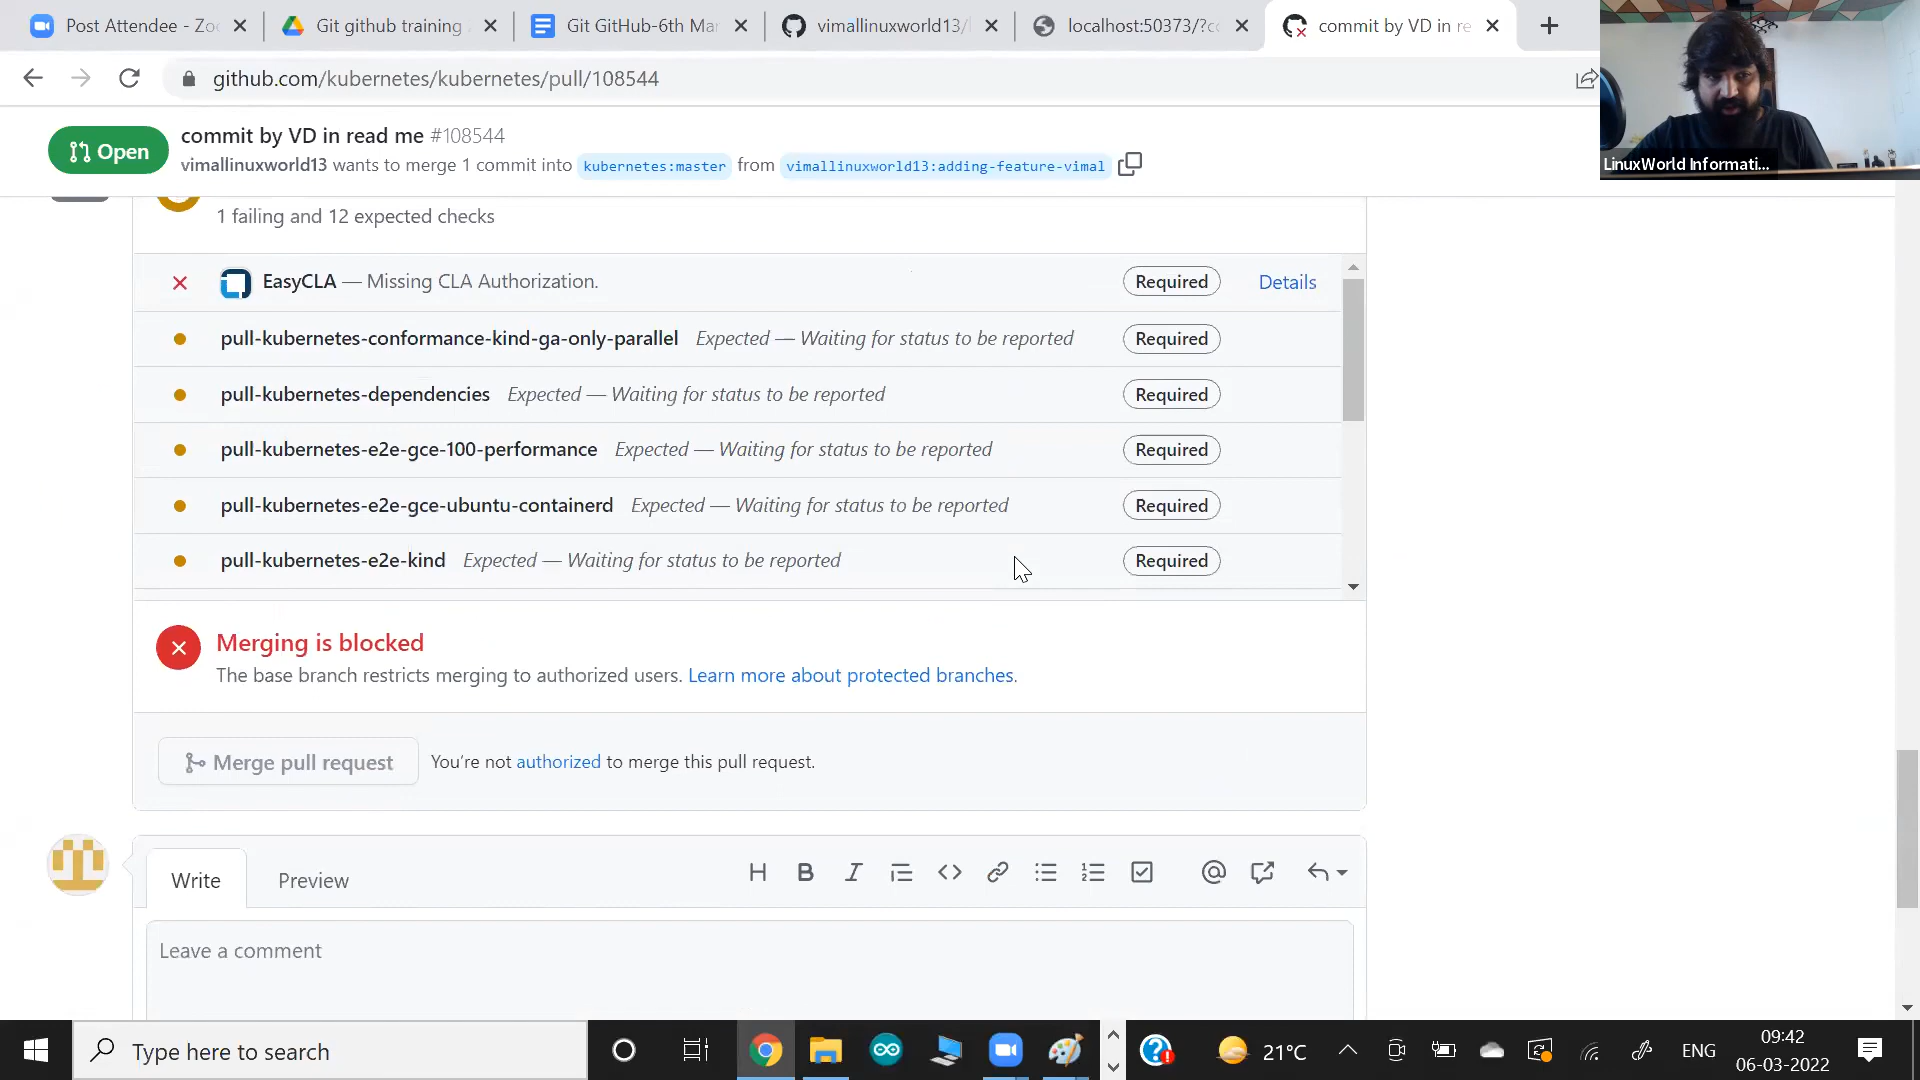 Post Attendee - Zo
Git github training
Git GitHub-6th Mar
vimallinuxworld13/
localhost:50373/?c
commit by VD in re
github.com/kubernetes/kubernetes/pull/108544
LinuxWorld Informati...
Open
commit by VD in read me #108544
vimallinuxworld13 wants to merge 1 commit into kubernetes:master from vimallinuxworld13:adding-feature-vimal
1 failing and 12 expected checks
EasyCLA — Missing CLA Authorization. Required Details
pull-kubernetes-conformance-kind-ga-only-parallel Expected — Waiting for status to be reported Required
pull-kubernetes-dependencies Expected — Waiting for status to be reported Required
pull-kubernetes-e2e-gce-100-performance Expected — Waiting for status to be reported Required
pull-kubernetes-e2e-gce-ubuntu-containerd Expected — Waiting for status to be reported Required
pull-kubernetes-e2e-kind Expected — Waiting for status to be reported Required
Merging is blocked
The base branch restricts merging to authorized users. Learn more about protected branches.
Merge pull request You're not authorized to merge this pull request.
Write Preview
Leave a comment
Type here to search
21°C
ENG
09:42
06-03-2022